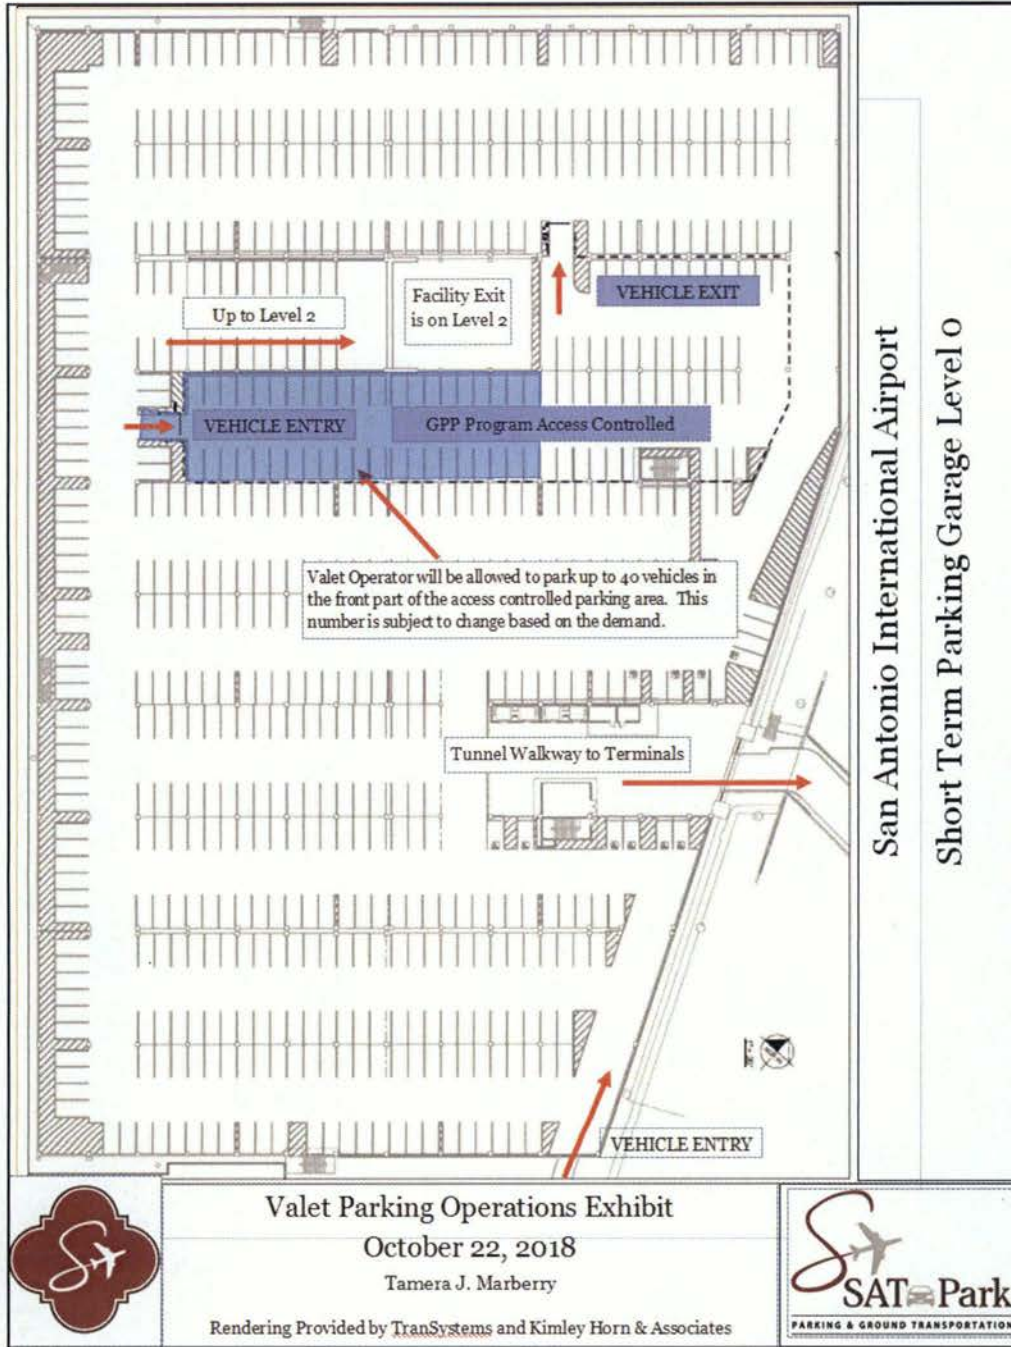 Up to Level 2
Facility Exit
is on Level 2
VEHICLE EXIT
VEHICLE ENTRY
GPP Program Access Controlled
Valet Operator will be allowed to park up to 40 vehicles in
the front part of the access controlled parking area. This
number is subject to change based on the demand.
Tunnel Walkway to Terminals
VEHICLE ENTRY
San Antonio International Airport
Short Term Parking Garage Level 0
Valet Parking Operations Exhibit
October 22, 2018
Tamera J. Marberry
Rendering Provided by TranSystems and Kimley Horn & Associates
SAT Park
PARKING & GROUND TRANSPORTATION